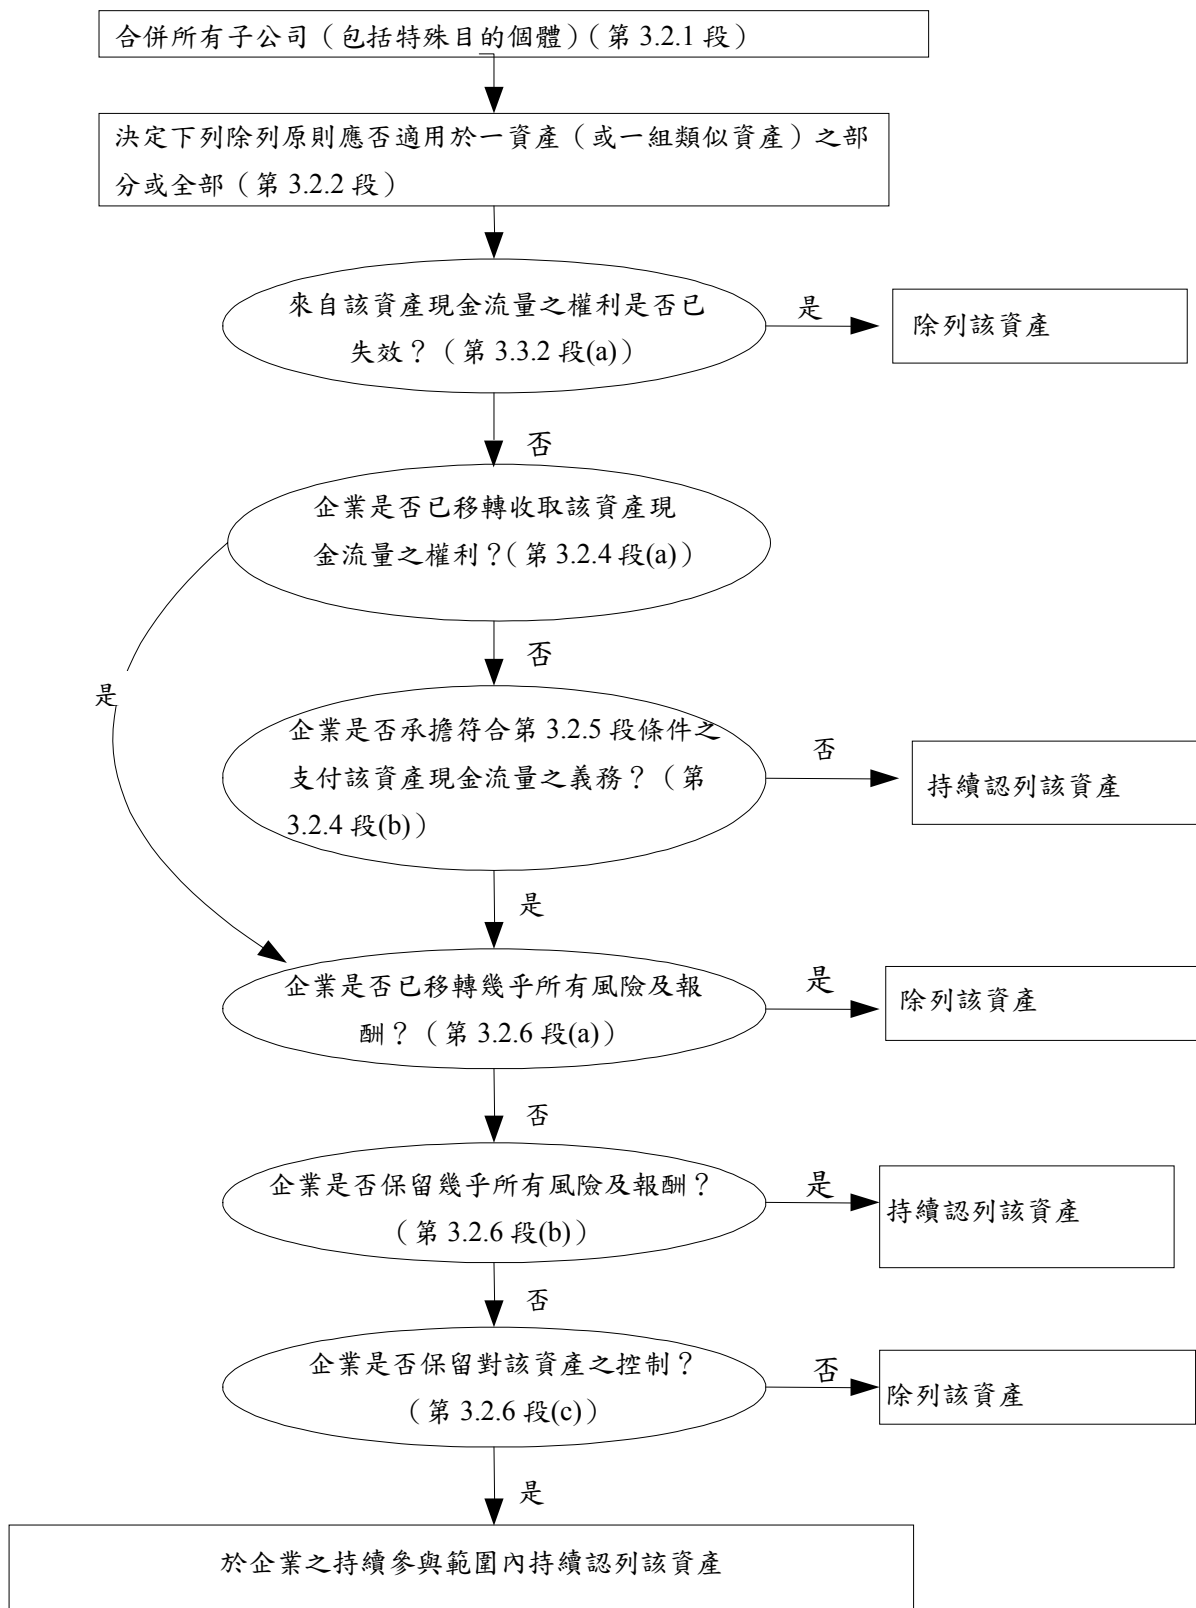 合併所有子公司（包括特殊目的個體）（第 3.2.1 段）
決定下列除列原則應否適用於一資產（或一組類似資產）之部
分或全部（第 3.2.2 段）
來自該資產現金流量之權利是否已
失效？（第 3.3.2 段(a)）
是
除列該資產
否
企業是否已移轉收取該資產現
金流量之權利？（第 3.2.4 段(a)）
否
是
企業是否承擔符合第 3.2.5 段條件之
支付該資產現金流量之義務？（第
3.2.4 段(b)）
否
持續認列該資產
是
企業是否已移轉幾乎所有風險及報
酬？（第 3.2.6 段(a)）
是
除列該資產
否
企業是否保留幾乎所有風險及報酬？
（第 3.2.6 段(b)）
是
持續認列該資產
否
企業是否保留對該資產之控制？
（第 3.2.6 段(c)）
否
除列該資產
是
於企業之持續參與範圍內持續認列該資產